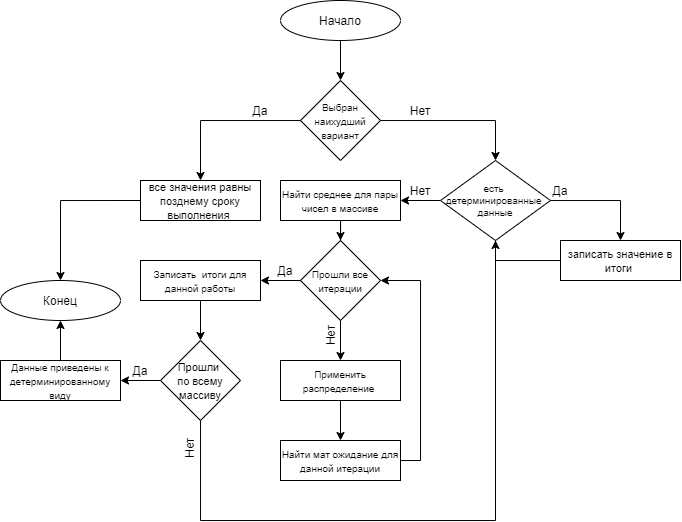 Начало
Выбран
наихудший
вариант
Да
Нет
все значения равны
позднему сроку
выполнения
Найти среднее для пары
чисел в массиве
Нет
есть
детермированные
данные
Да
записать значение в
итоги
Записать итоги для
данной работы
Да
Прошли все
итерации
Конец
Нет
Данные приведены к
детерминированному
виду
Да
Прошли
по всему
массиву
Применить
распределение
Нет
Найти мат ожидание для
данной итерации